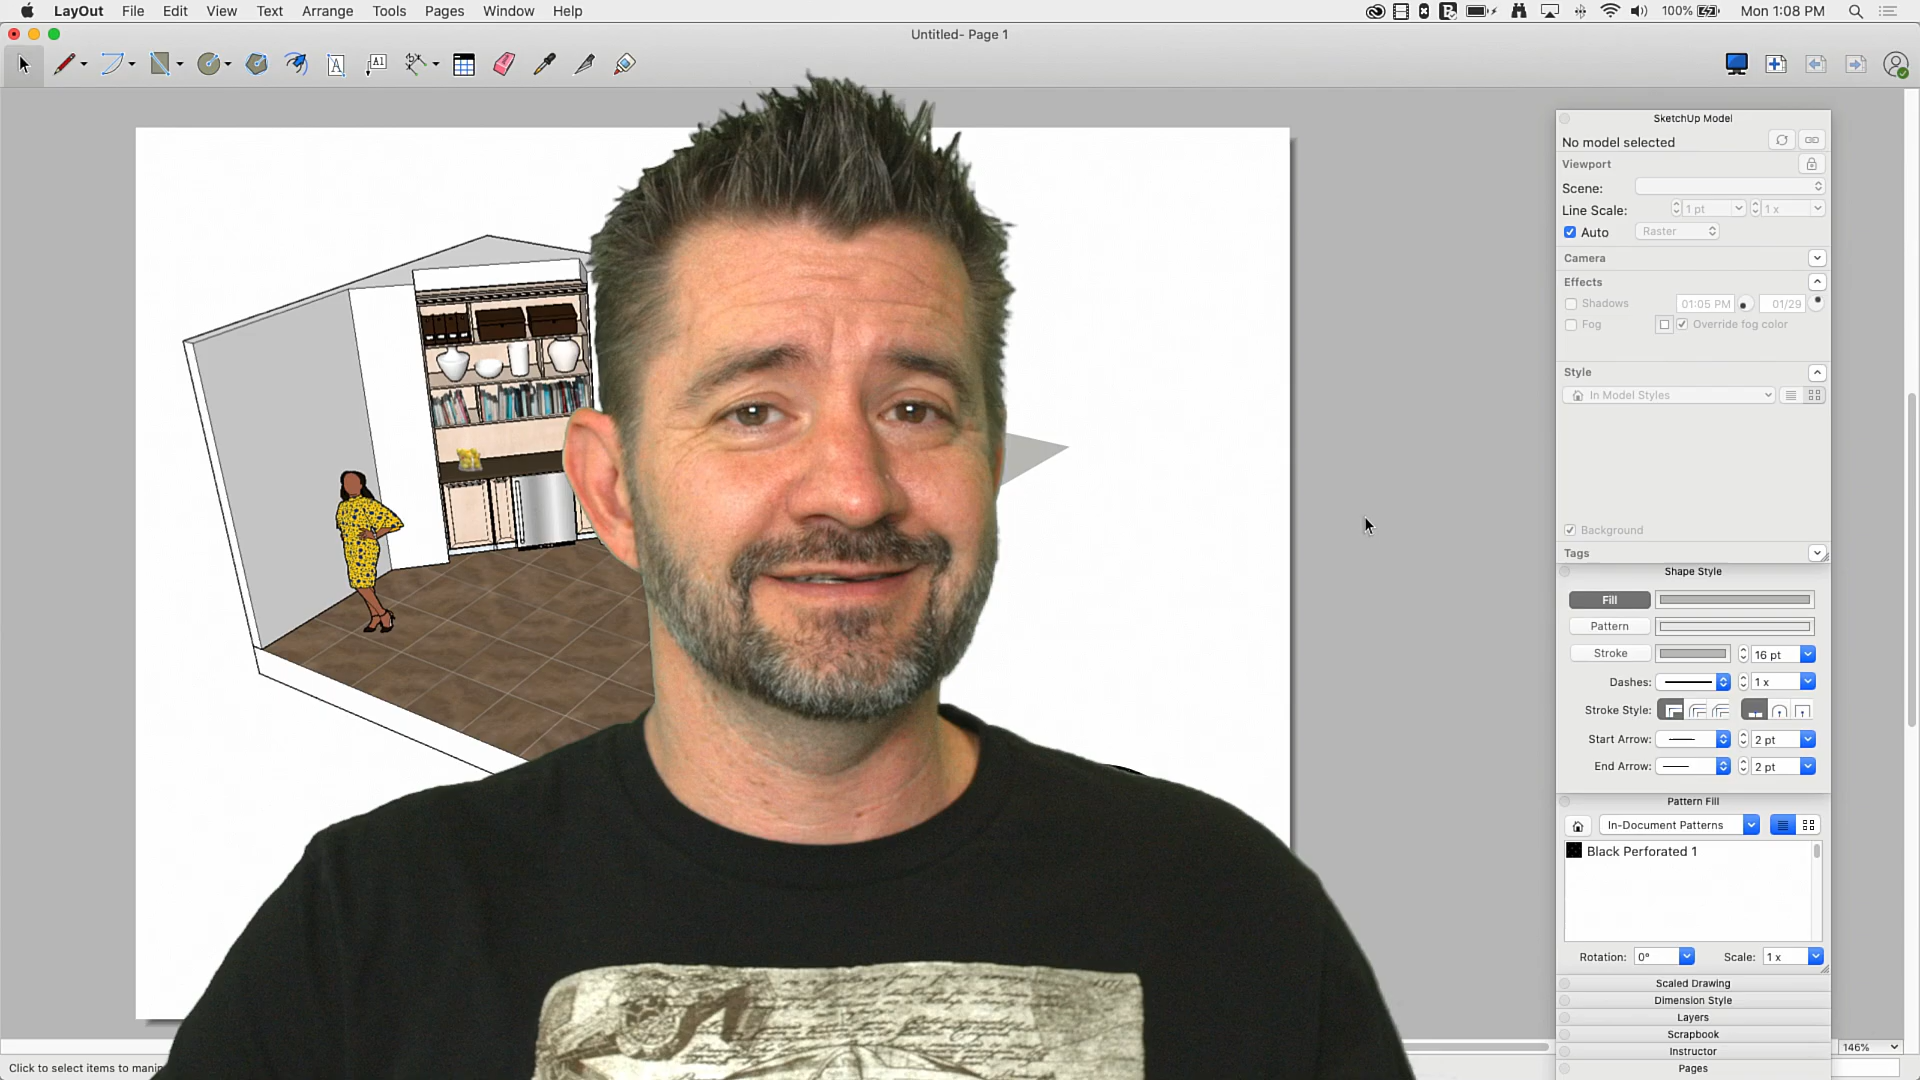 LayOut File Edit View Text Arrange Tools Pages Window Help
100% Mon 1:08 PM
Untitled- Page 1
A A1
SketchUp Model
No model selected
Viewport
Scene:
Line Scale: 1 pt 1 x
Auto Raster
Camera
Effects
Shadows 01:05 PM 01/29
Fog Override fog color
Style
In Model Styles
Background
Tags
Shape Style
Fill
Pattern
Stroke 16 pt
Dashes: 1 x
Stroke Style:
Start Arrow: 2 pt
End Arrow: 2 pt
Pattern Fill
In-Document Patterns
Black Perforated 1
Rotation: 0° Scale: 1 x
Scaled Drawing
Dimension Style
Layers
Scrapbook
Instructor
Pages
146%
Click to select items to